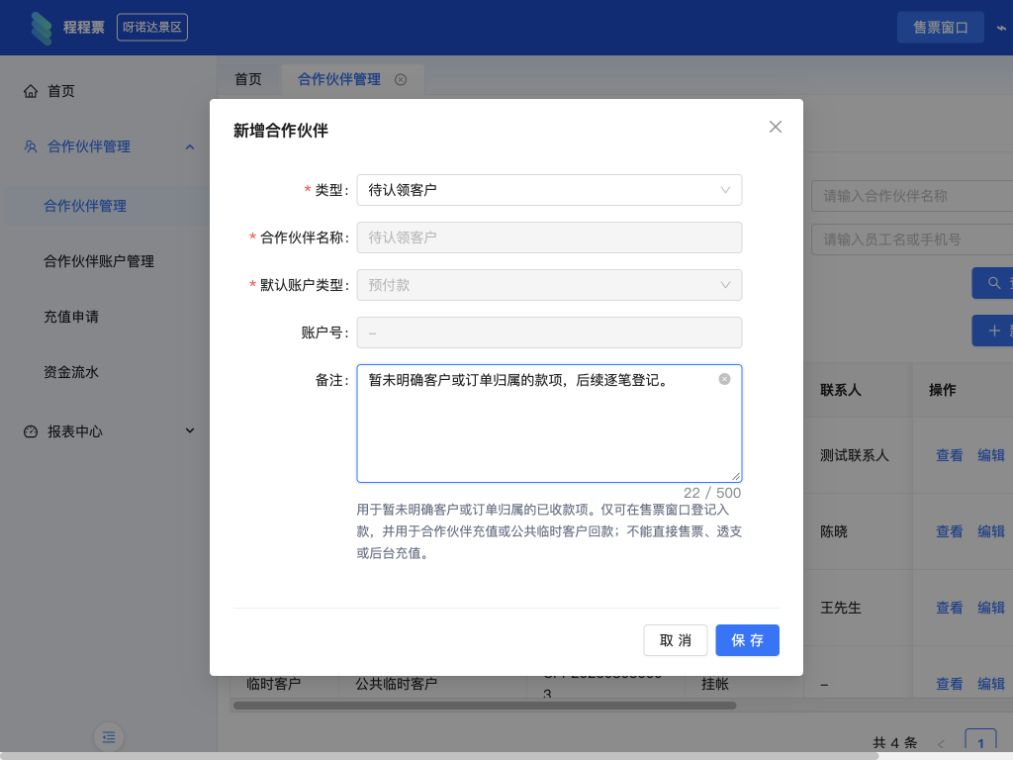 程程票 呀诺达景区 售票窗口
首页
合作伙伴管理
合作伙伴管理
合作伙伴账户管理
充值申请
资金流水
报表中心
首页 合作伙伴管理
新增合作伙伴
* 类型: 待认领客户
* 合作伙伴名称: 待认领客户
* 默认账户类型: 预付款
账户号: –
备注: 暂未明确客户或订单归属的款项，后续逐笔登记。
22 / 500
用于暂未明确客户或订单归属的已收款项。仅可在售票窗口登记入
款，并用于合作伙伴充值或公共临时客户回款；不能直接售票、透支
或后台充值。
取 消 保 存
请输入合作伙伴名称
请输入员工名或手机号
联系人 操作
测试联系人 查看 编辑
陈晓 查看 编辑
王先生 查看 编辑
临时客户 公共临时客户 3 挂帐 – 查看 编辑
共 4 条 < 1